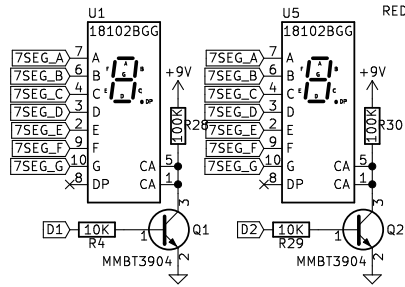 RED
U1
18102BGG
7SEG_A 7 A
7SEG_B 6 B
7SEG_C 4 C
7SEG_D 3 D
7SEG_E 2 E
7SEG_F 9 F
7SEG_G 10 G
8 DP
A
F B
G
E C
D .DP
CA 5
CA 1
+9V
100K
R28
D1
10K
R4
1
3
2
Q1
MMBT3904
U5
18102BGG
7SEG_A 7 A
7SEG_B 6 B
7SEG_C 4 C
7SEG_D 3 D
7SEG_E 2 E
7SEG_F 9 F
7SEG_G 10 G
8 DP
A
F B
G
E C
D .DP
CA 5
CA 1
+9V
100K
R30
D2
10K
R29
1
3
2
Q2
MMBT3904